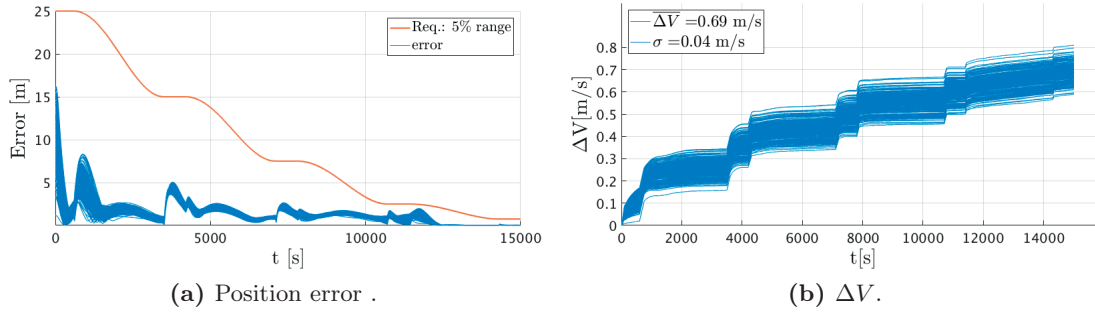 25
20
15
10
5
Error [m]
Req.: 5% range
error
0
5000
10000
15000
t [s]
(a) Position error .
0.8
0.7
0.6
0.5
0.4
0.3
0.2
0.1
0
ΔV[m/s]
$\overline{\Delta V}$ =0.69 m/s
σ =0.04 m/s
0
2000
4000
6000
8000
10000
12000
14000
t[s]
(b) ΔV.